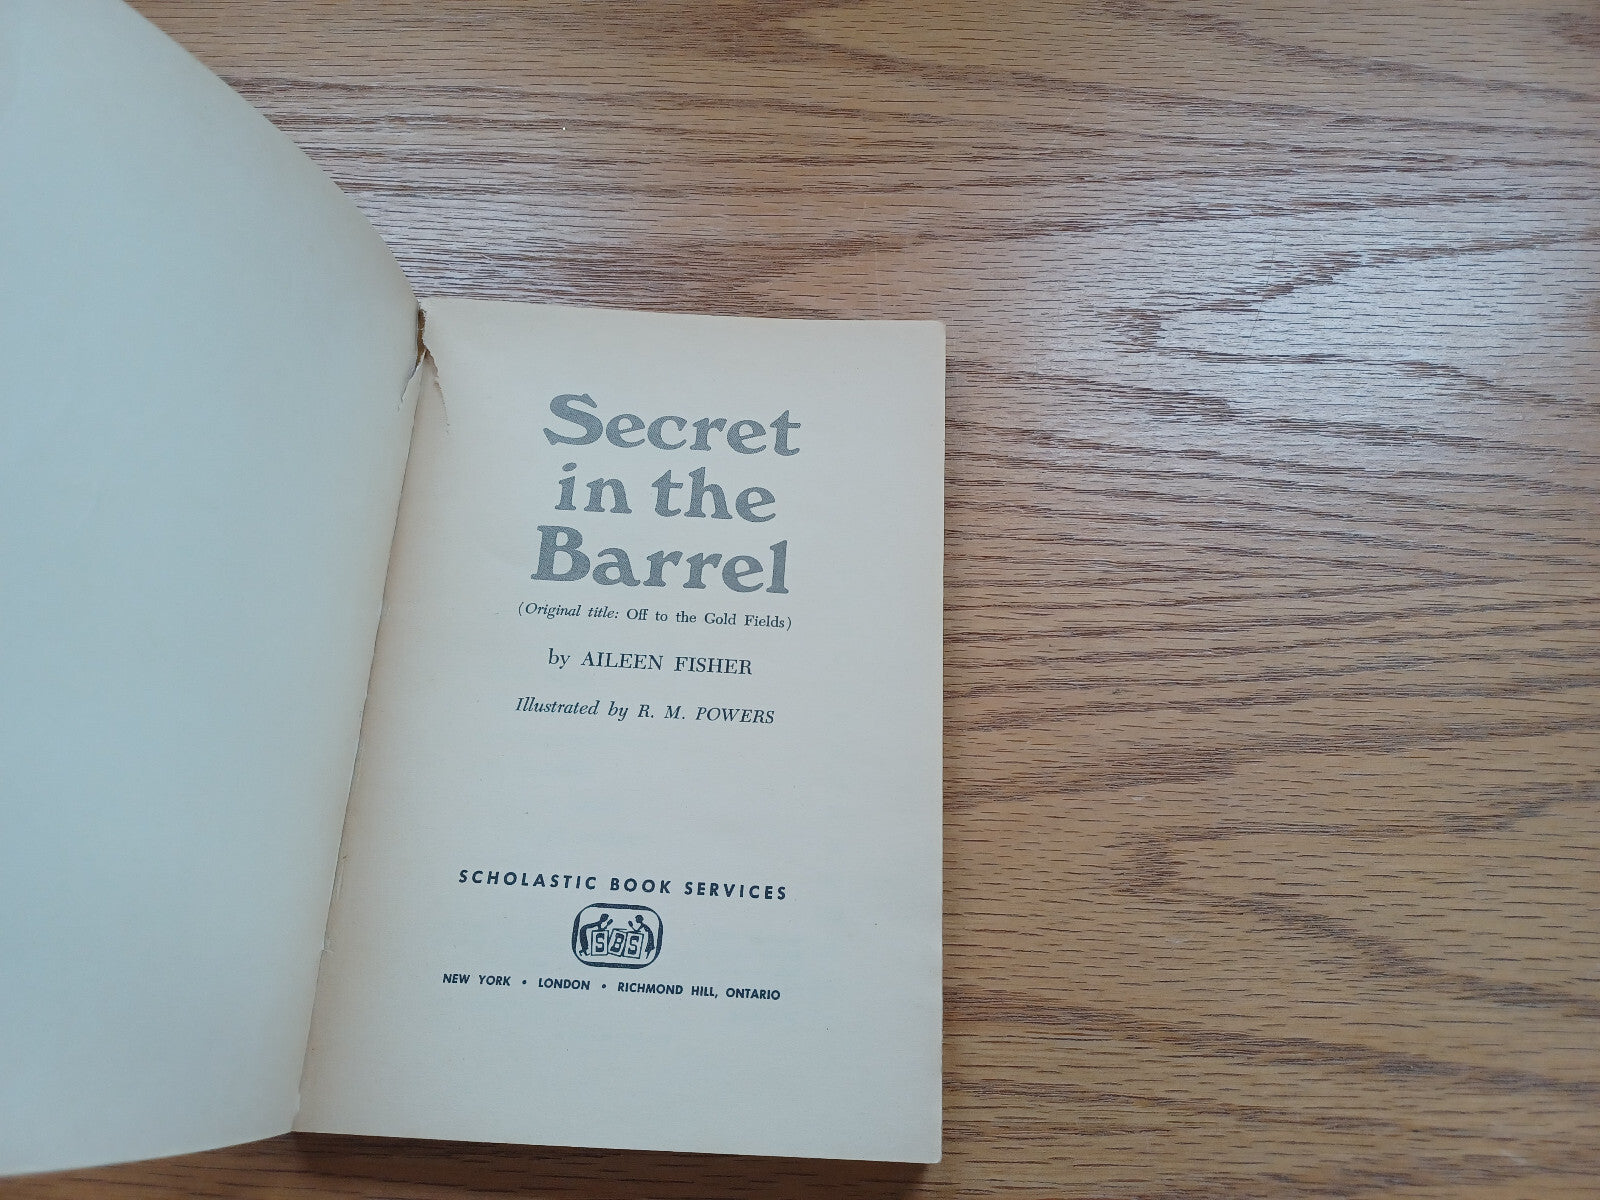 Secret
in the
Barrel
(Original title: Off to the Gold Fields)
by AILEEN FISHER
Illustrated by R. M. POWERS
SCHOLASTIC BOOK SERVICES
SBS
NEW YORK • LONDON • RICHMOND HILL, ONTARIO